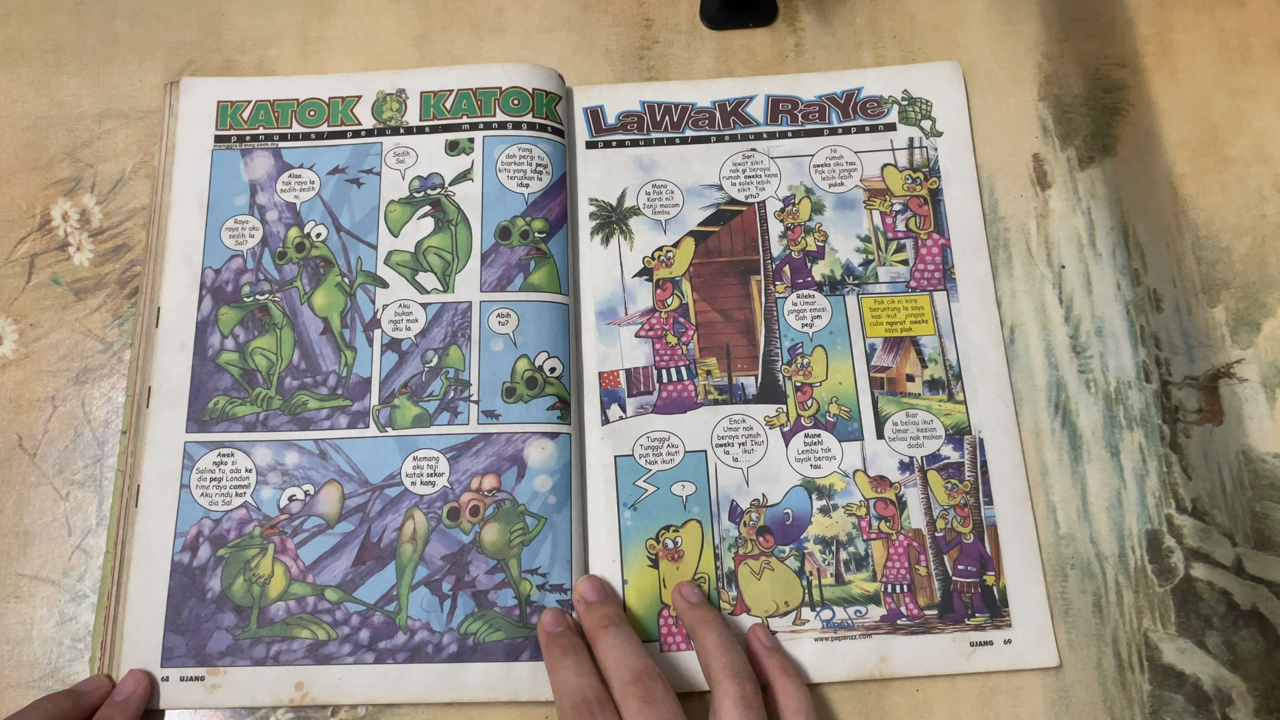 KATOK KATOK
penulis/ pelukis: manggis
manggis@moy.com.my
Alaa...
tak raya la
sedih-sedih
ni.
Raya-
raya ni aku
sedih la
Sal?
Sedih
Sal.
Yang
dah pergi tu
biarkan la pegi
kita yang idup ni
teruskan la
idup.
Aku
bukan
ingat mak
aku la.
Abih
tu?
Awek
ngko si
Salina tu, ada ke
dia pegi London
time raya camni!
Aku rindu kat
dia Sal.
Memang
aku taji
katak sekor
ni kang.
68 UJANG
LaWaK RaYe
penulis/ pelukis: papan
Mana
la Pak Cik
Kordi ni?
Janji macam
lembu.
Sori
lewat sikit,
nak gi beraya
rumah aweks kena
la solek lebih
sikit. Tak
gitu?
Ni
rumah
aweks aku tau.
Pak cik jangan
lebih-lebih
pulak.
Rileks
la Umar...
jangan emosi.
Dah jom
pegi.
Pak cik ni kira
beruntung la saya
kasi ikut... jangan
cuba ngorat aweks
saya plak.
Tunggu!
Tunggu! Aku
pun nak ikut!
Nak ikut!
?
Encik
Umar nak
beraya rumah
aweks ye! Ikut
la... ikut-
la....
Mane
buleh!
Lembu tak
layak beraya
tau.
Biar
la beliau ikut
Umar... kesian
beliau nak makan
dodol.
Papan
www.papanzz.com
UJANG 69